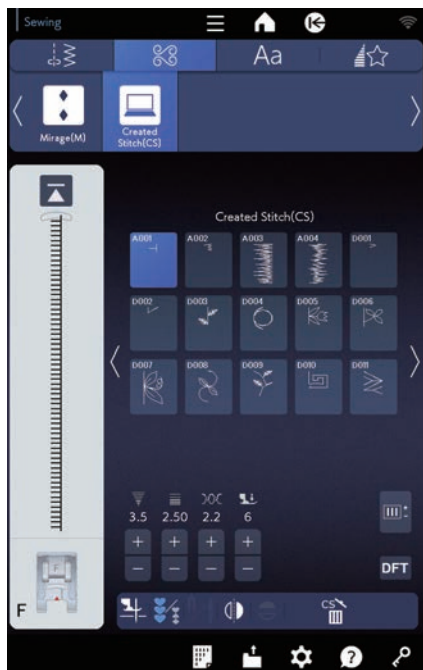 Sewing
Aa
Mirage(M)
Created
Stitch(CS)
Created Stitch(CS)
A001
A002
A003
A004
D001
D002
D003
D004
D005
D006
D007
D008
D009
D010
D011
3.5
2.50
2.2
6
+
+
+
+
−
−
−
−
DFT
F
F
CS
?